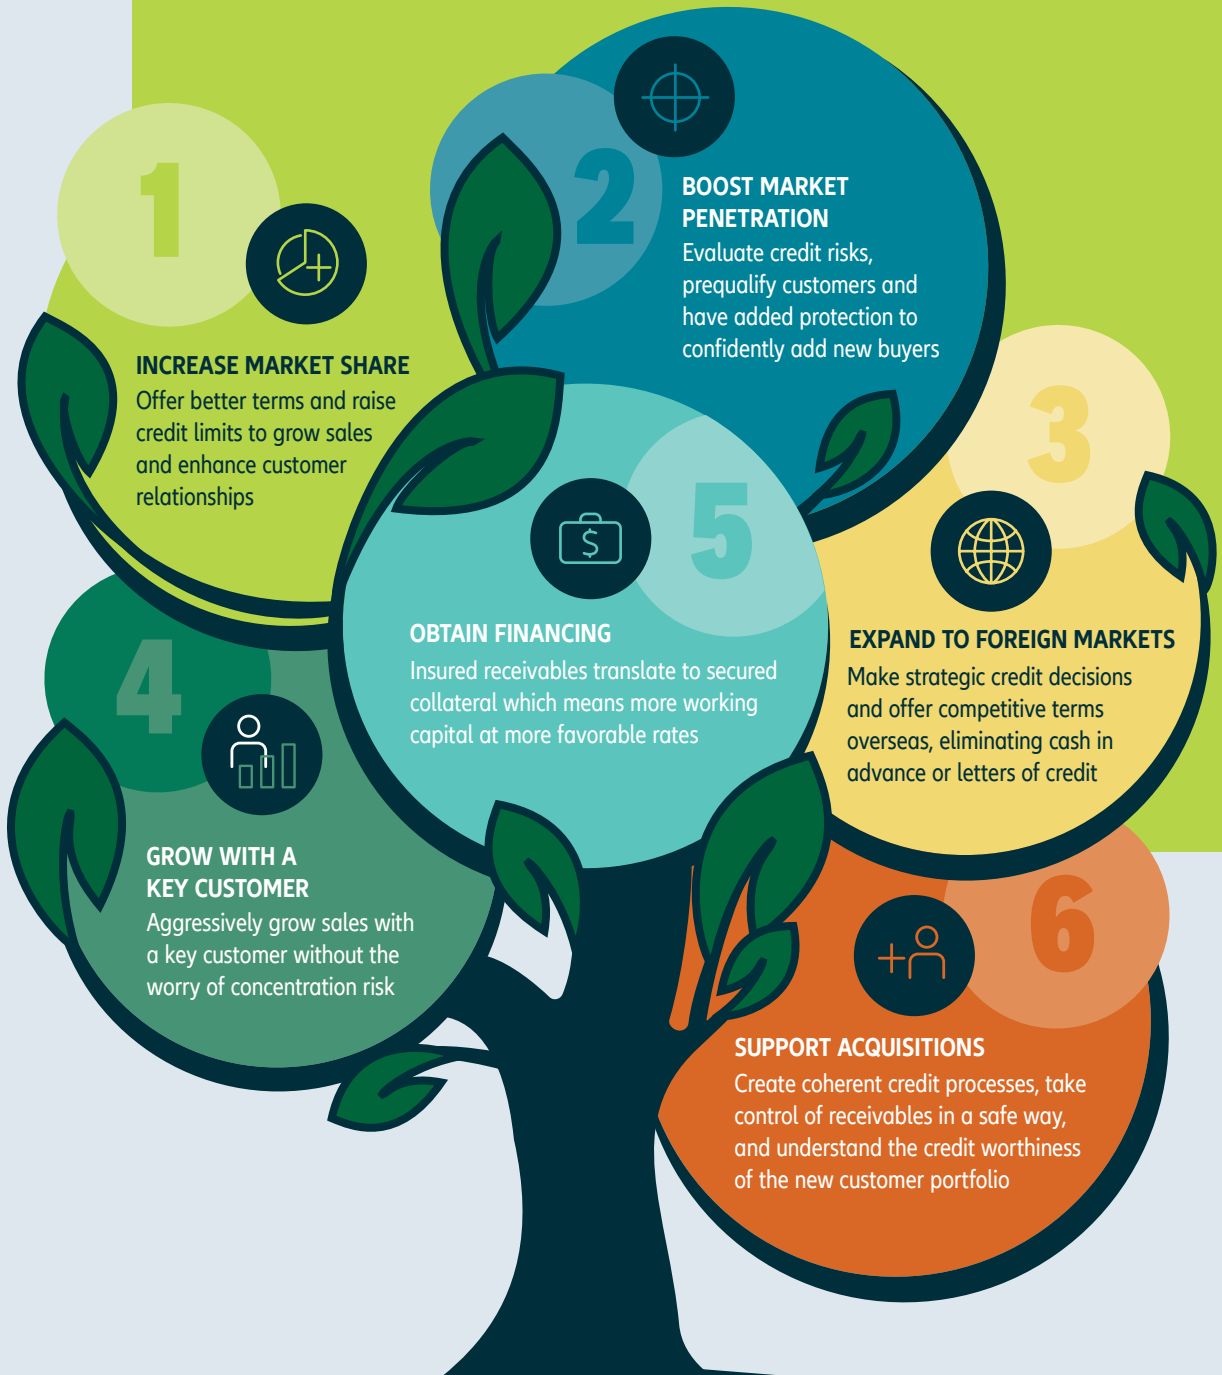 1
INCREASE MARKET SHARE
Offer better terms and raise
credit limits to grow sales
and enhance customer
relationships
2
BOOST MARKET
PENETRATION
Evaluate credit risks,
prequalify customers and
have added protection to
confidently add new buyers
3
EXPAND TO FOREIGN MARKETS
Make strategic credit decisions
and offer competitive terms
overseas, eliminating cash in
advance or letters of credit
4
GROW WITH A
KEY CUSTOMER
Aggressively grow sales with
a key customer without the
worry of concentration risk
5
$
OBTAIN FINANCING
Insured receivables translate to secured
collateral which means more working
capital at more favorable rates
6
SUPPORT ACQUISITIONS
Create coherent credit processes, take
control of receivables in a safe way,
and understand the credit worthiness
of the new customer portfolio